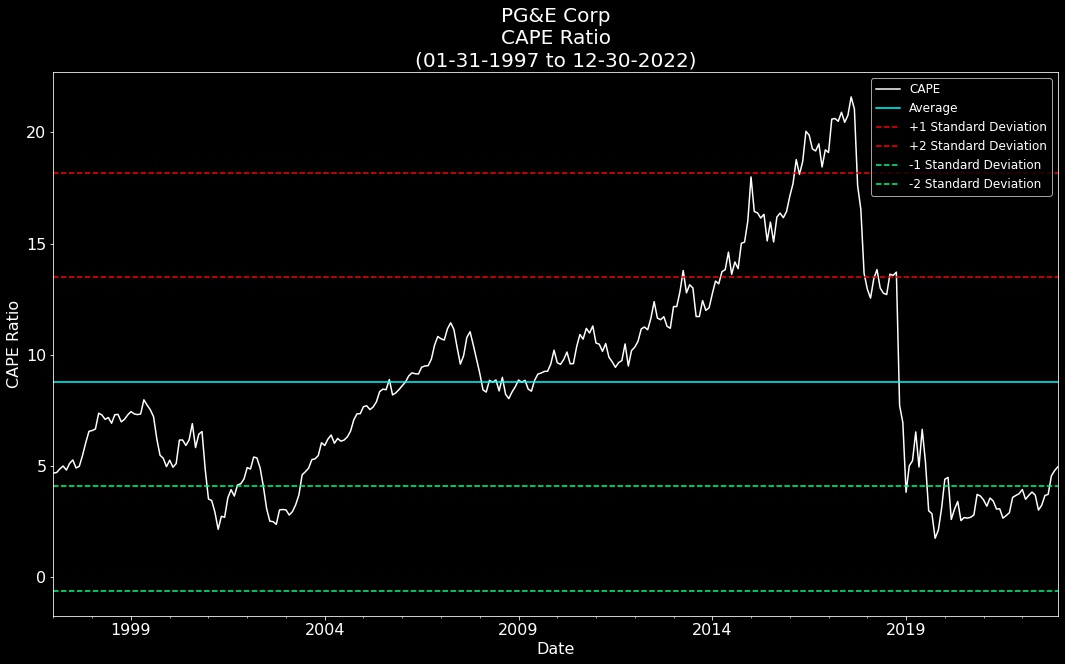 PG&E Corp
CAPE Ratio
(01-31-1997 to 12-30-2022)
CAPE
Average
+1 Standard Deviation
+2 Standard Deviation
-1 Standard Deviation
-2 Standard Deviation
20
15
10
5
0
CAPE Ratio
1999 2004 2009 2014 2019
Date